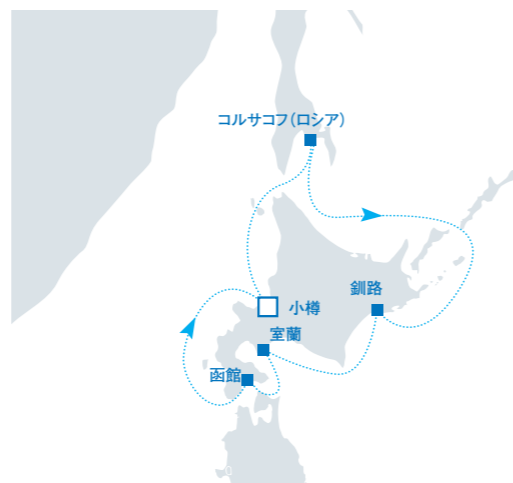 コルサコフ（ロシア）
釧路
小樽
室蘭
函館